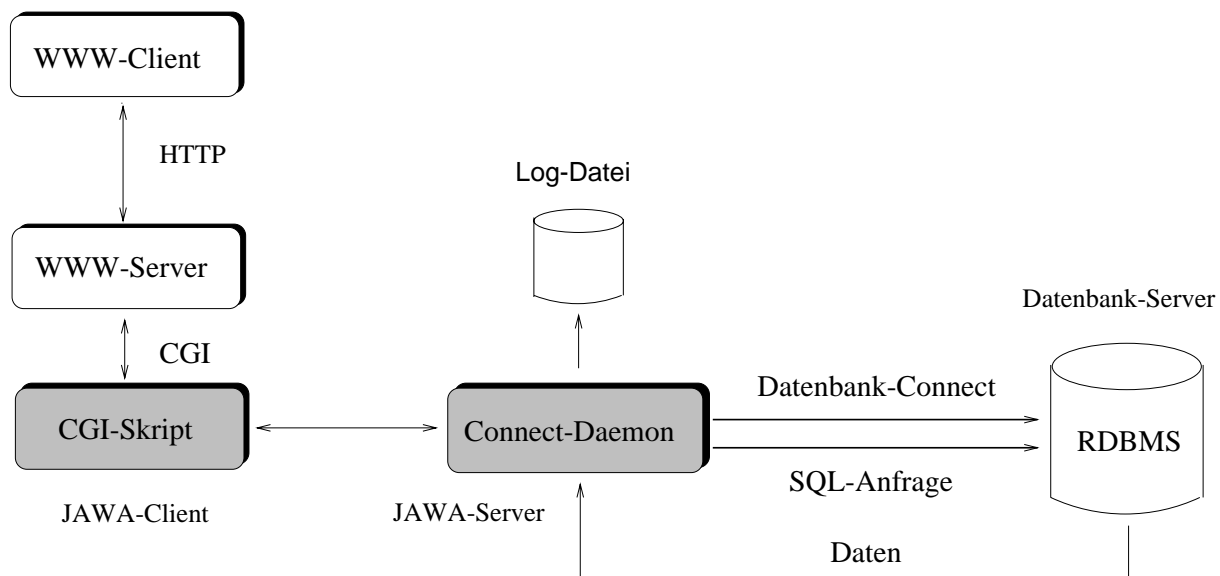 WWW-Client
HTTP
Log-Datei
WWW-Server
Datenbank-Server
CGI
Datenbank-Connect
CGI-Skript
Connect-Daemon
RDBMS
SQL-Anfrage
JAWA-Client
JAWA-Server
Daten